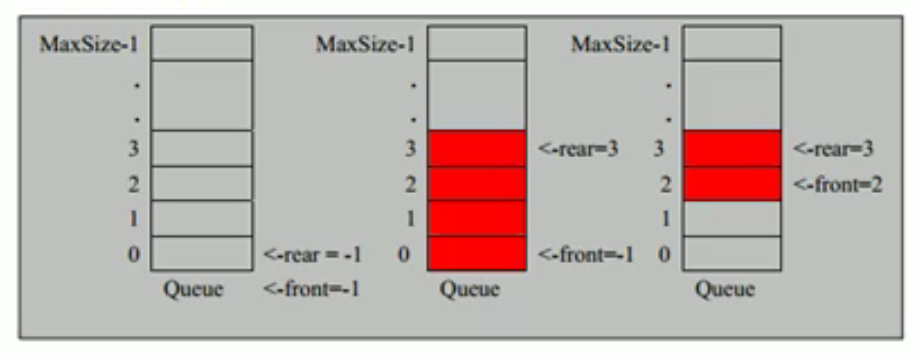 MaxSize-1 MaxSize-1 MaxSize-1
. . .
. . .
3 3 <-rear=3 3 <-rear=3
2 2 2 <-front=2
1 1 1
0 <-rear = -1 0 <-front=-1 0
Queue <-front=-1 Queue Queue